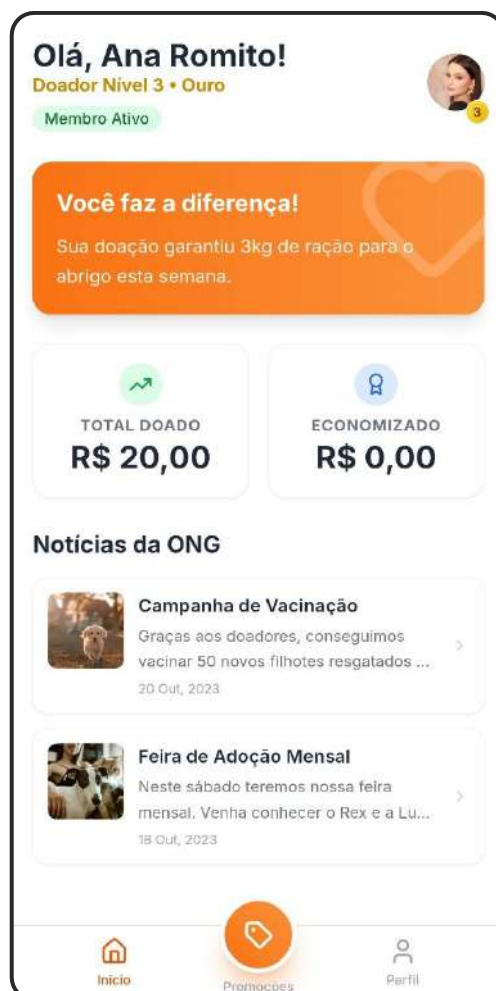 Olá, Ana Romito!
Doador Nível 3 • Ouro
3
Membro Ativo
Você faz a diferença!
Sua doação garantiu 3kg de ração para o
abrigo esta semana.
TOTAL DOADO
R$ 20,00
ECONOMIZADO
R$ 0,00
Notícias da ONG
Campanha de Vacinação
Graças aos doadores, conseguimos
vacinar 50 novos filhotes resgatados ...
20 Out, 2023
Feira de Adoção Mensal
Neste sábado teremos nossa feira
mensal. Venha conhecer o Rex e a Lu...
18 Out, 2023
Início
Promoções
Perfil